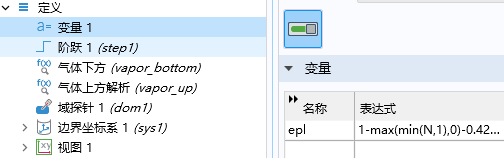 定义
a= 变量 1
阶跃 1 (step1)
f(x) 气体下方 (vapor_bottom)
f(x) 气体上方解析 (vapor_up)
域探针 1 (dom1)
边界坐标系 1 (sys1)
xy 视图 1
变量
名称 表达式
epl 1-max(min(N,1),0)-0.42...